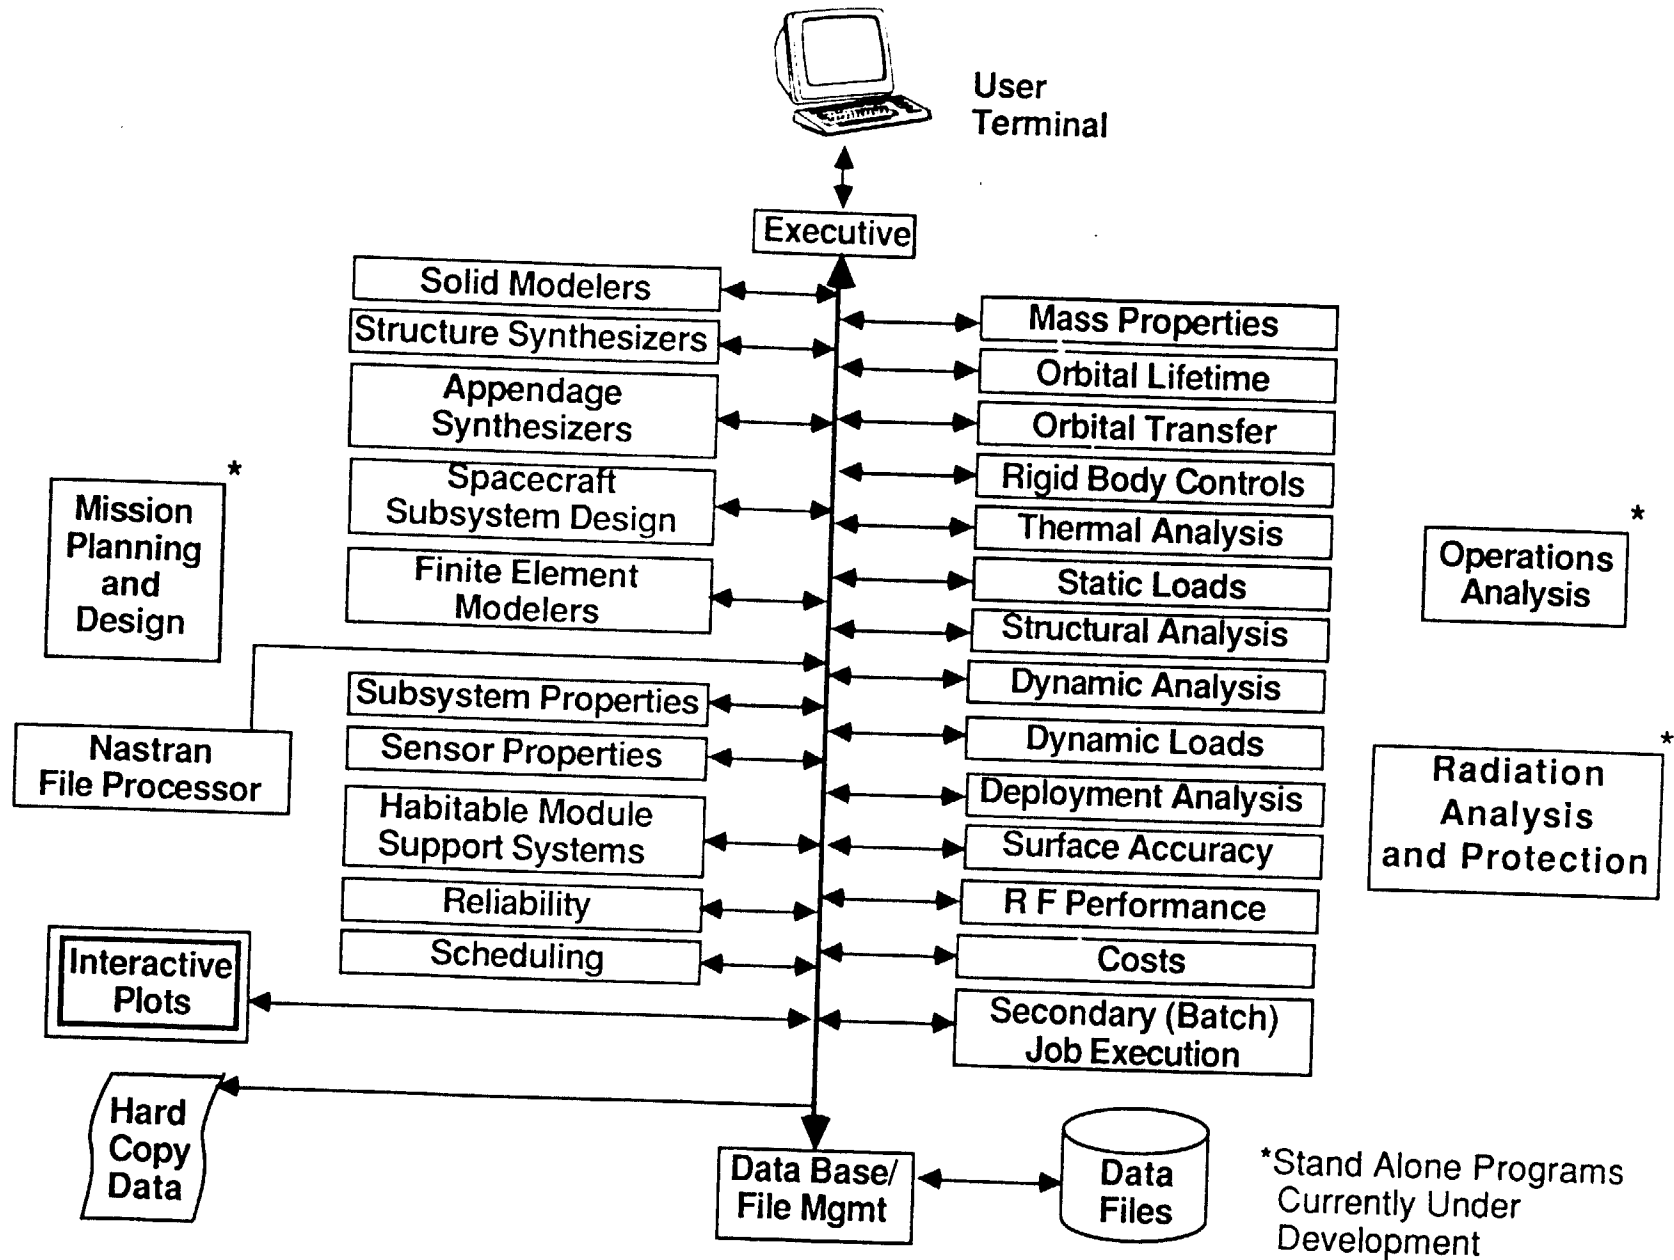 User
Terminal
Executive
Solid Modelers
Structure Synthesizers
Appendage
Synthesizers
Spacecraft
Subsystem Design
Finite Element
Modelers
Subsystem Properties
Sensor Properties
Habitable Module
Support Systems
Reliability
Scheduling
Mass Properties
Orbital Lifetime
Orbital Transfer
Rigid Body Controls
Thermal Analysis
Static Loads
Structural Analysis
Dynamic Analysis
Dynamic Loads
Deployment Analysis
Surface Accuracy
R F Performance
Costs
Secondary (Batch)
Job Execution
*
Mission
Planning
and
Design
Nastran
File Processor
Interactive
Plots
Hard
Copy
Data
*
Operations
Analysis
*
Radiation
Analysis
and Protection
Data Base/
File Mgmt
Data
Files
*Stand Alone Programs
Currently Under
Development